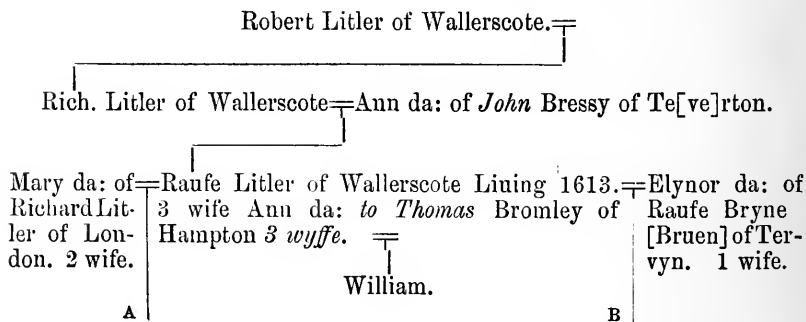 Robert Litler of Wallerscote.
Rich. Litler of Wallerscote Ann da: of John Bressy of Te[ve]rton.
Mary da: of
Richard Lit-
ler of Lon-
don. 2 wife.
Raufe Litler of Wallerscote Liuing 1613.
3 wife Ann da: to Thomas Bromley of
Hampton 3 wyffe.
William.
Elynor da: of
Raufe Bryne
[Bruen] of Ter-
vyn. 1 wife.
A B